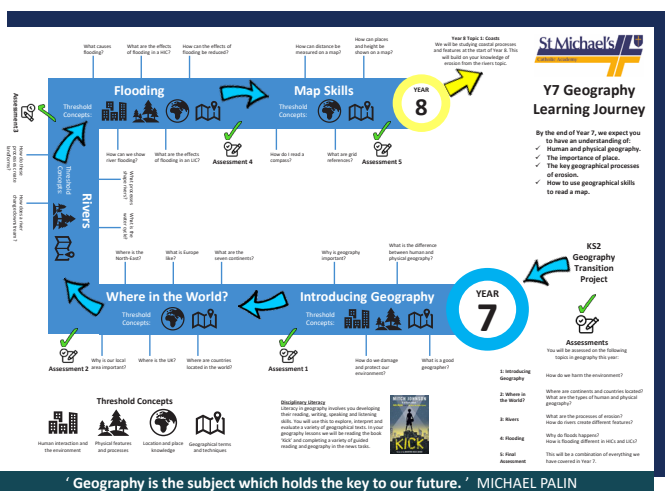 What causes
flooding?
What are the effects
of flooding in a HIC?
How can the effects of
flooding be reduced?
How can distance be
measured on a map?
How can places
and height be
shown on a map?
Year 8 Topic 1: Coasts
We will be studying coastal processes
and features at the start of Year 8. This
will build on your knowledge of
erosion from the rivers topic.
St Michael's
Catholic Academy
Y7 Geography
Learning Journey
By the end of Year 7, we expect you
to have an understanding of:
✓ Human and physical geography.
✓ The importance of place.
✓ The key geographical processes
of erosion.
✓ How to use geographical skills
to read a map.
Flooding
Threshold
Concepts:
Map Skills
Threshold
Concepts:
YEAR
8
Assessment 3
How can we show
river flooding?
What are the effects
of flooding in an LIC?
Assessment 4
How do I read a
compass?
What are grid
references?
Assessment 5
How do these
processes create
landforms?
How does a river
change downstream?
Rivers
Threshold
Concepts:
What processes
shape rivers?
What is the
water cycle?
Where is the
North-East?
What is Europe
like?
What are the
seven continents?
Why is geography
important?
What is the difference
between human and
physical geography?
KS2
Geography
Transition
Project
Where in the World?
Threshold
Concepts:
Introducing Geography
Threshold
Concepts:
YEAR
7
Assessment 2
Why is our local
area important?
Where is the UK?
Where are countries
located in the world?
Assessment 1
How do we damage
and protect our
environment?
What is a good
geographer?
Assessments
You will be assessed on the following
topics in geography this year:
1: Introducing
Geography
How do we harm the environment?
2: Where in
the World?
Where are continents and countries located?
What are the types of human and physical
geography?
3: Rivers
What are the processes of erosion?
How do rivers create different features?
4: Flooding
Why do floods happen?
How is flooding different in HICs and LICs?
5: Final
Assessment
This will be a combination of everything we
have covered in Year 7.
Threshold Concepts
Human interaction and
the environment
Physical features
and processes
Location and place
knowledge
Geographical terms
and techniques
Disciplinary Literacy
Literacy in geography involves you developing
their reading, writing, speaking and listening
skills. You will use this to explore, interpret and
evaluate a variety of geographical texts. In your
geography lessons we will be reading the book
'Kick' and completing a variety of guided
reading and geography in the news tasks.
MITCH JOHNSON
KICK
' Geography is the subject which holds the key to our future. ' MICHAEL PALIN